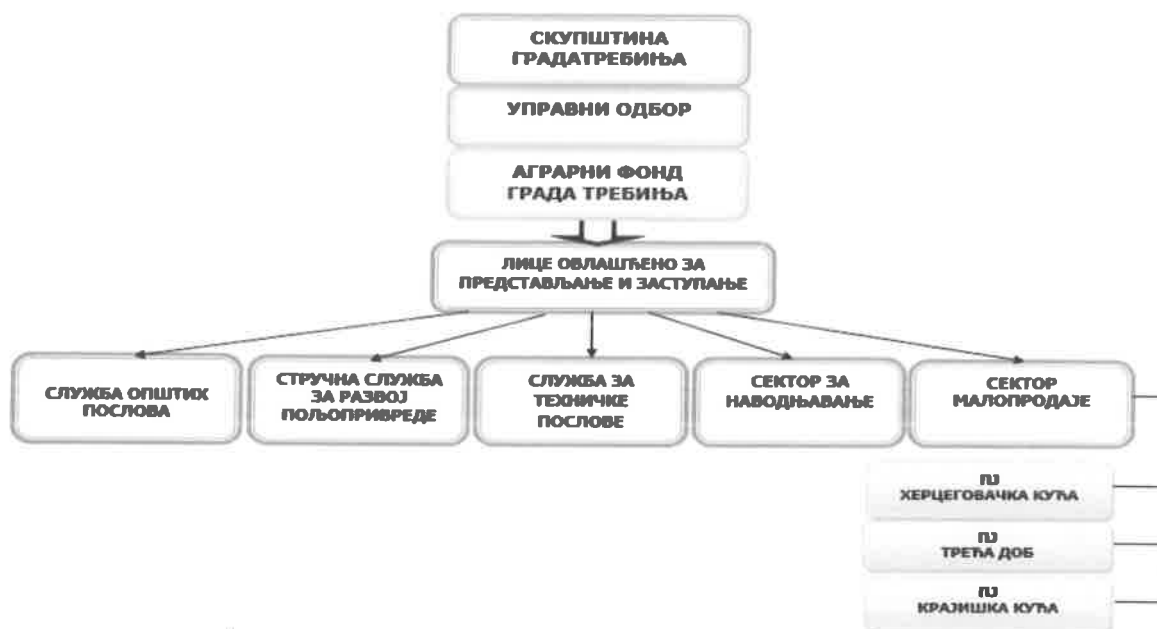 СКУПШТИНА
ГРАДАТРЕБИЊА
УПРАВНИ ОДБОР
АГРАРНИ ФОНД
ГРАДА ТРЕБИЊА
ЛИЦЕ ОВЛАШЋЕНО ЗА
ПРЕДСТАВЉАЊЕ И ЗАСТУПАЊЕ
СЛУЖБА ОПШТИХ
ПОСЛОВА
СТРУЧНА СЛУЖБА
ЗА РАЗВОЈ
ПОЉОПРИВРЕДЕ
СЛУЖБА ЗА
ТЕХНИЧКЕ
ПОСЛОВЕ
СЕКТОР ЗА
НАВОДЊАВАЊЕ
СЕКТОР
МАЛОПРОДАЈЕ
ПЈ
ХЕРЦЕГОВАЧКА КУЋА
ПЈ
ТРЕЋА ДОБ
ПЈ
КРАЈИШКА КУЋА